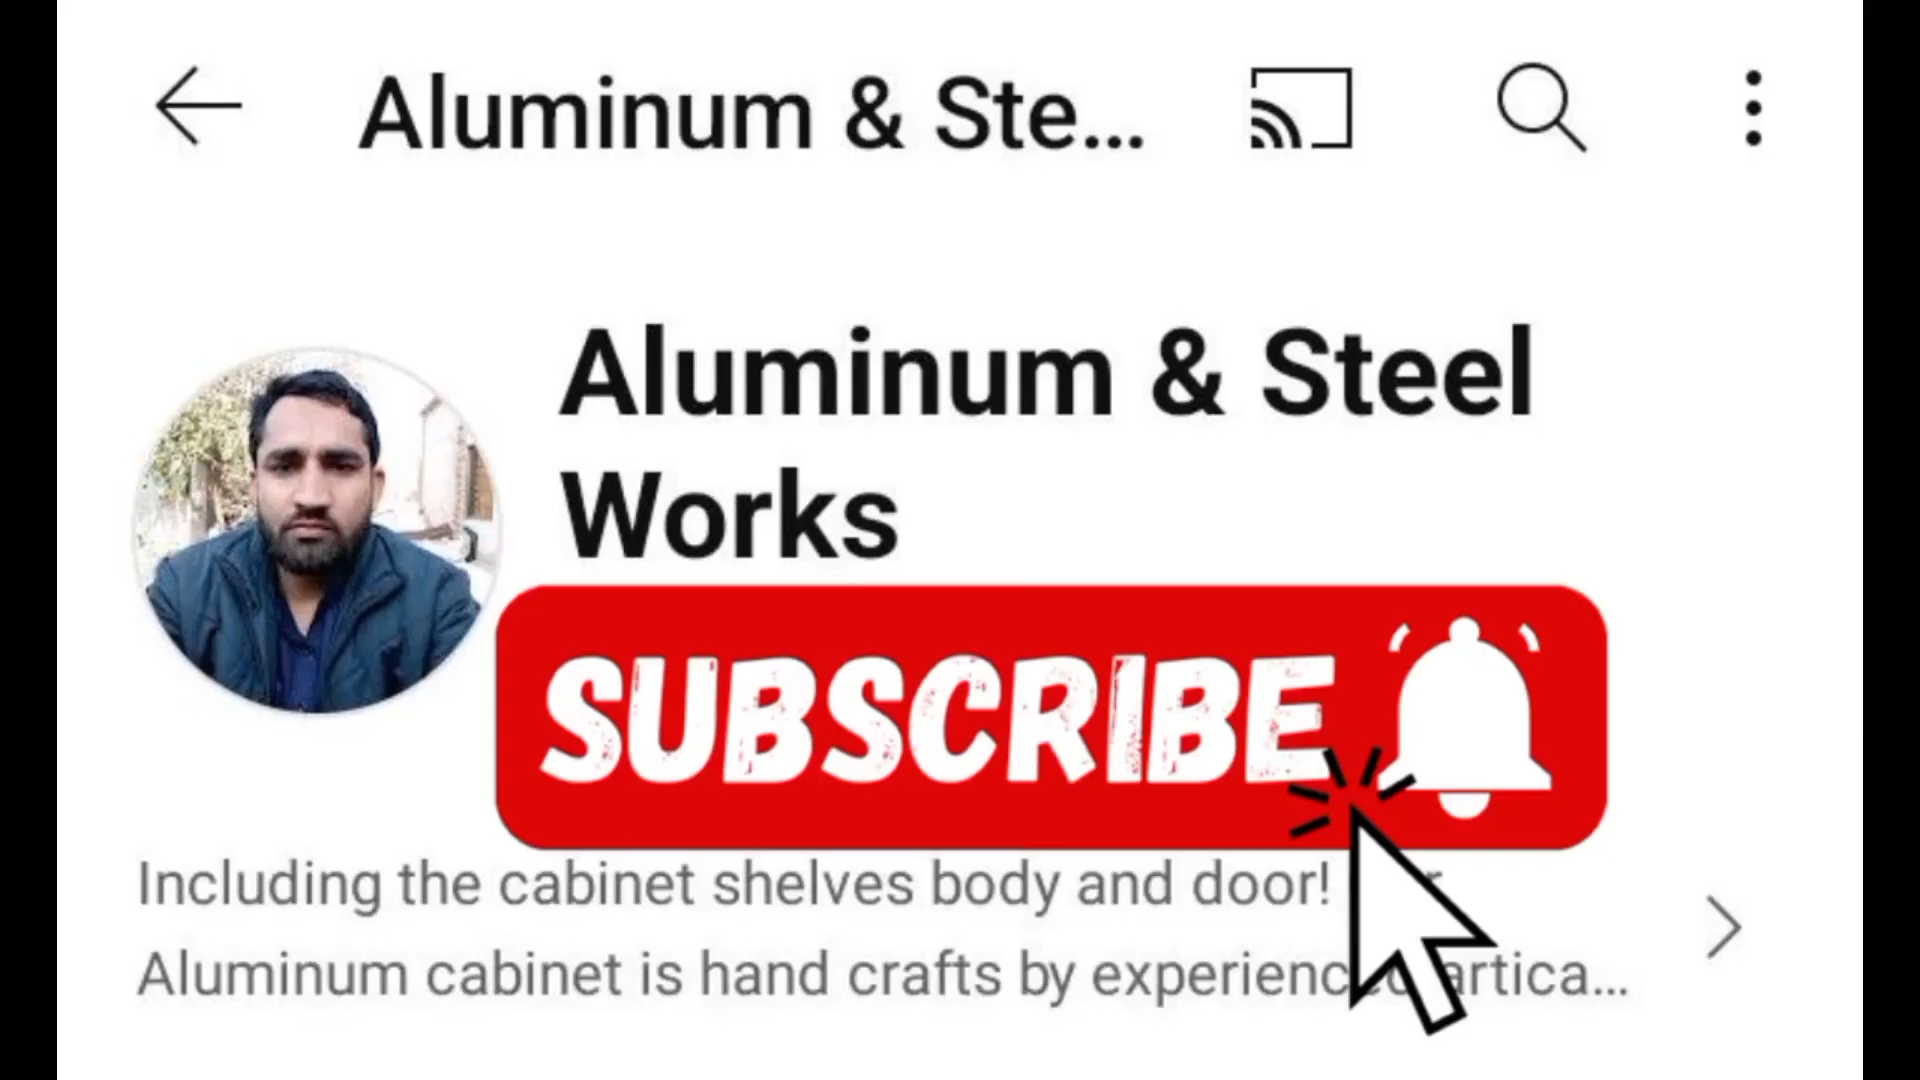 Aluminum & Ste...
Aluminum & Steel
Works
SUBSCRIBE
Including the cabinet shelves body and door!
Aluminum cabinet is hand crafts by experienced artica...